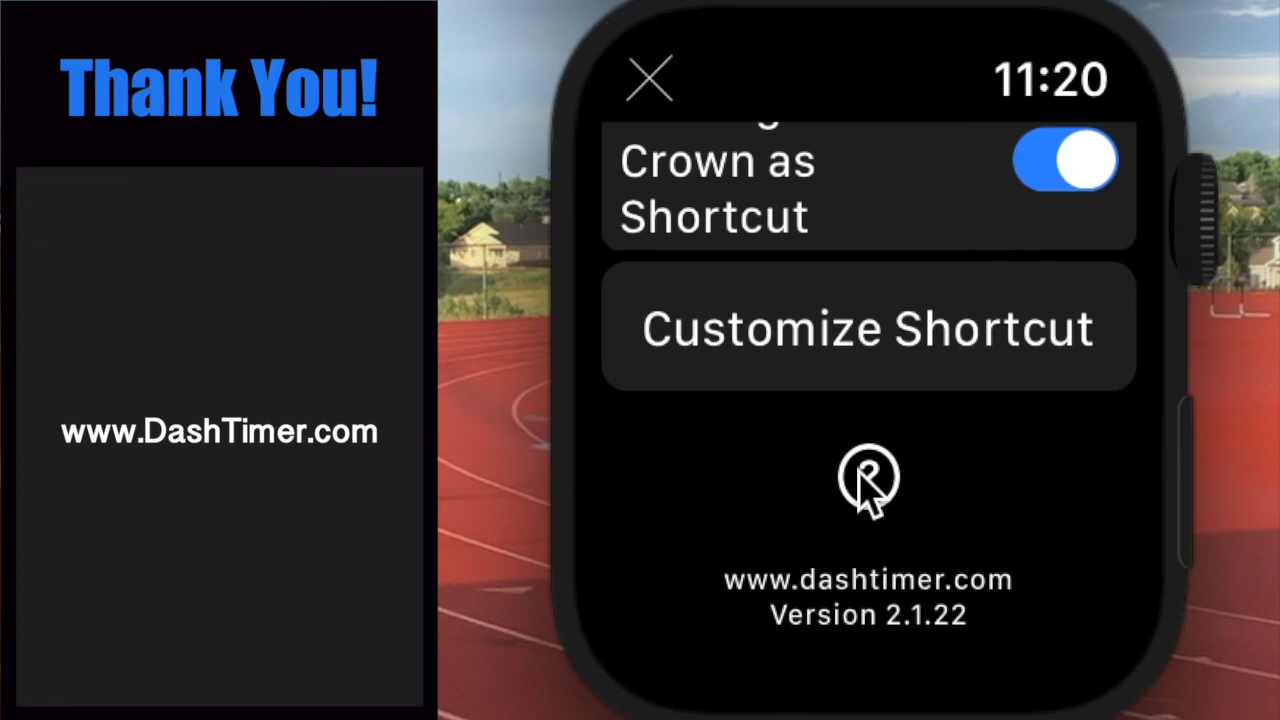 Thank You!
www.DashTimer.com
11:20
Crown as
Shortcut
Customize Shortcut
www.dashtimer.com
Version 2.1.22